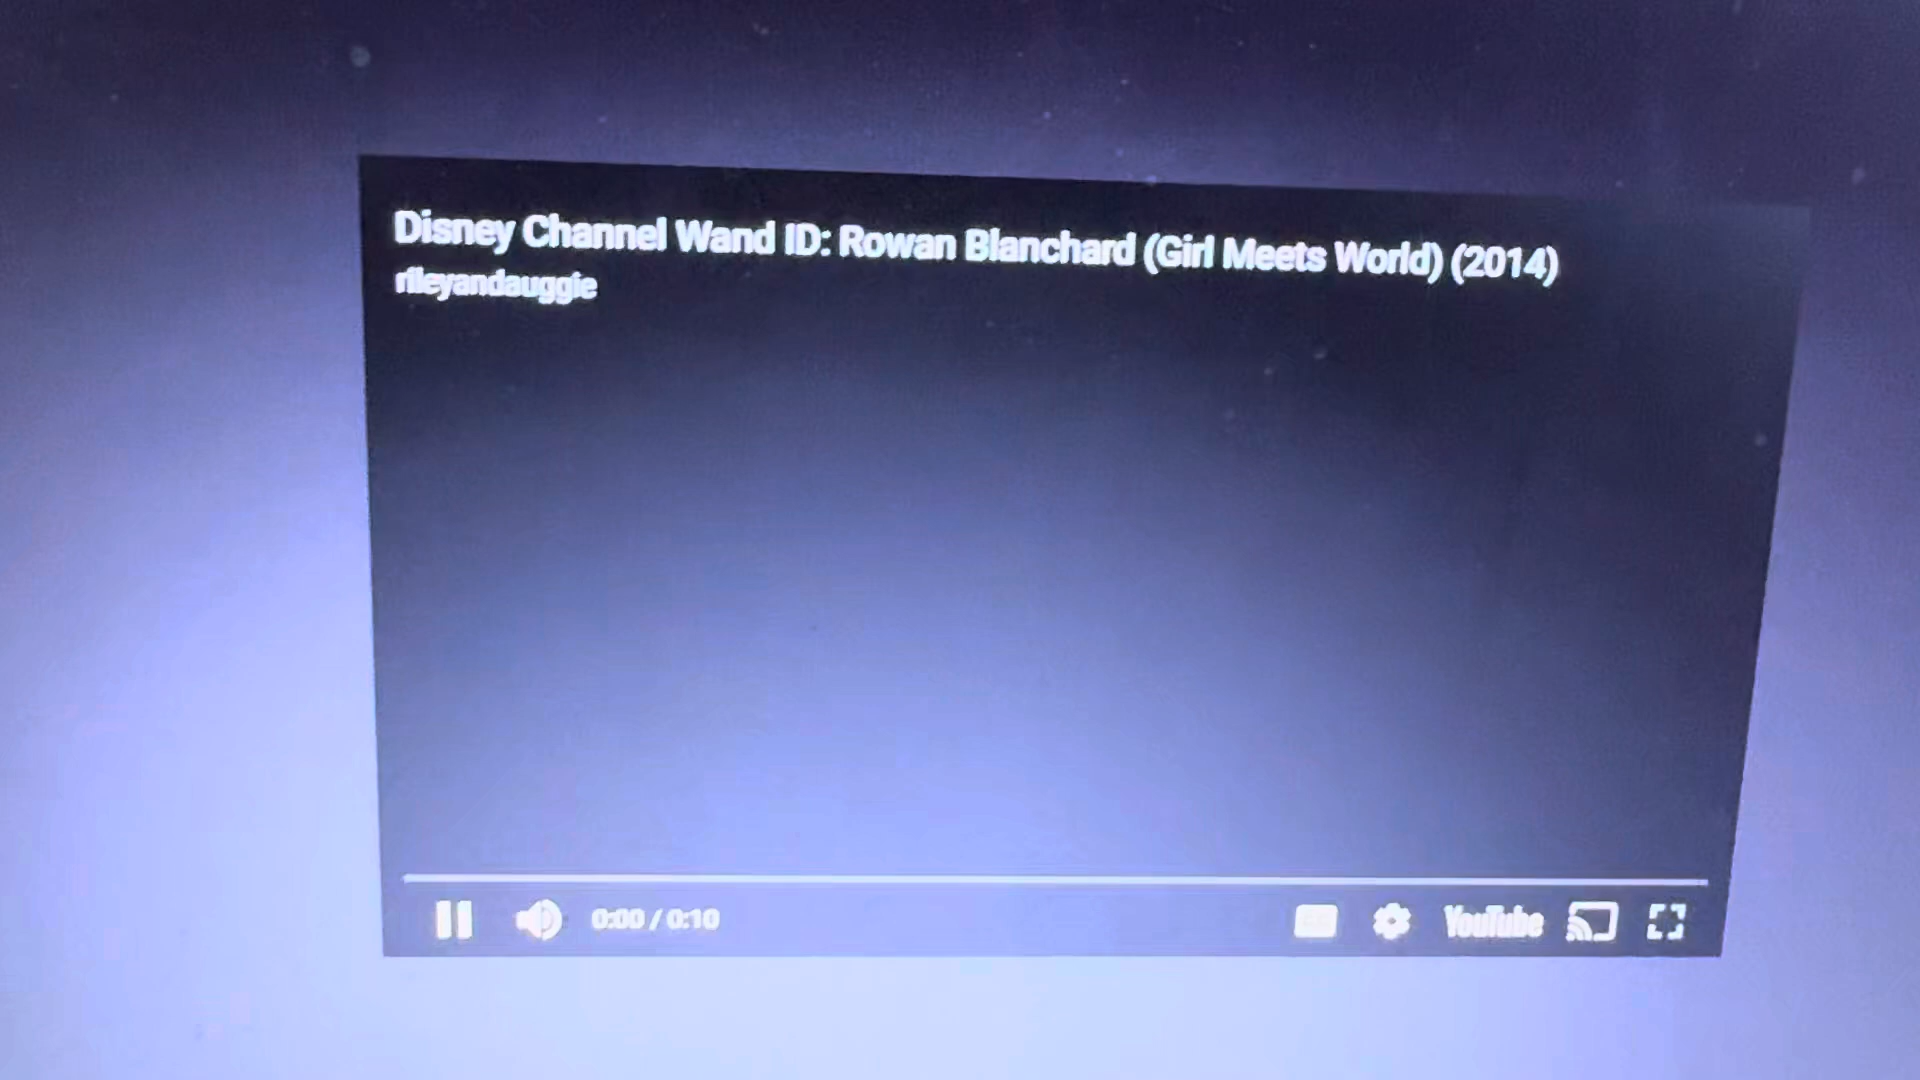 Disney Channel Wand ID: Rowan Blanchard (Girl Meets World) (2014)
rileyandauggie
0:00 / 0:10
YouTube